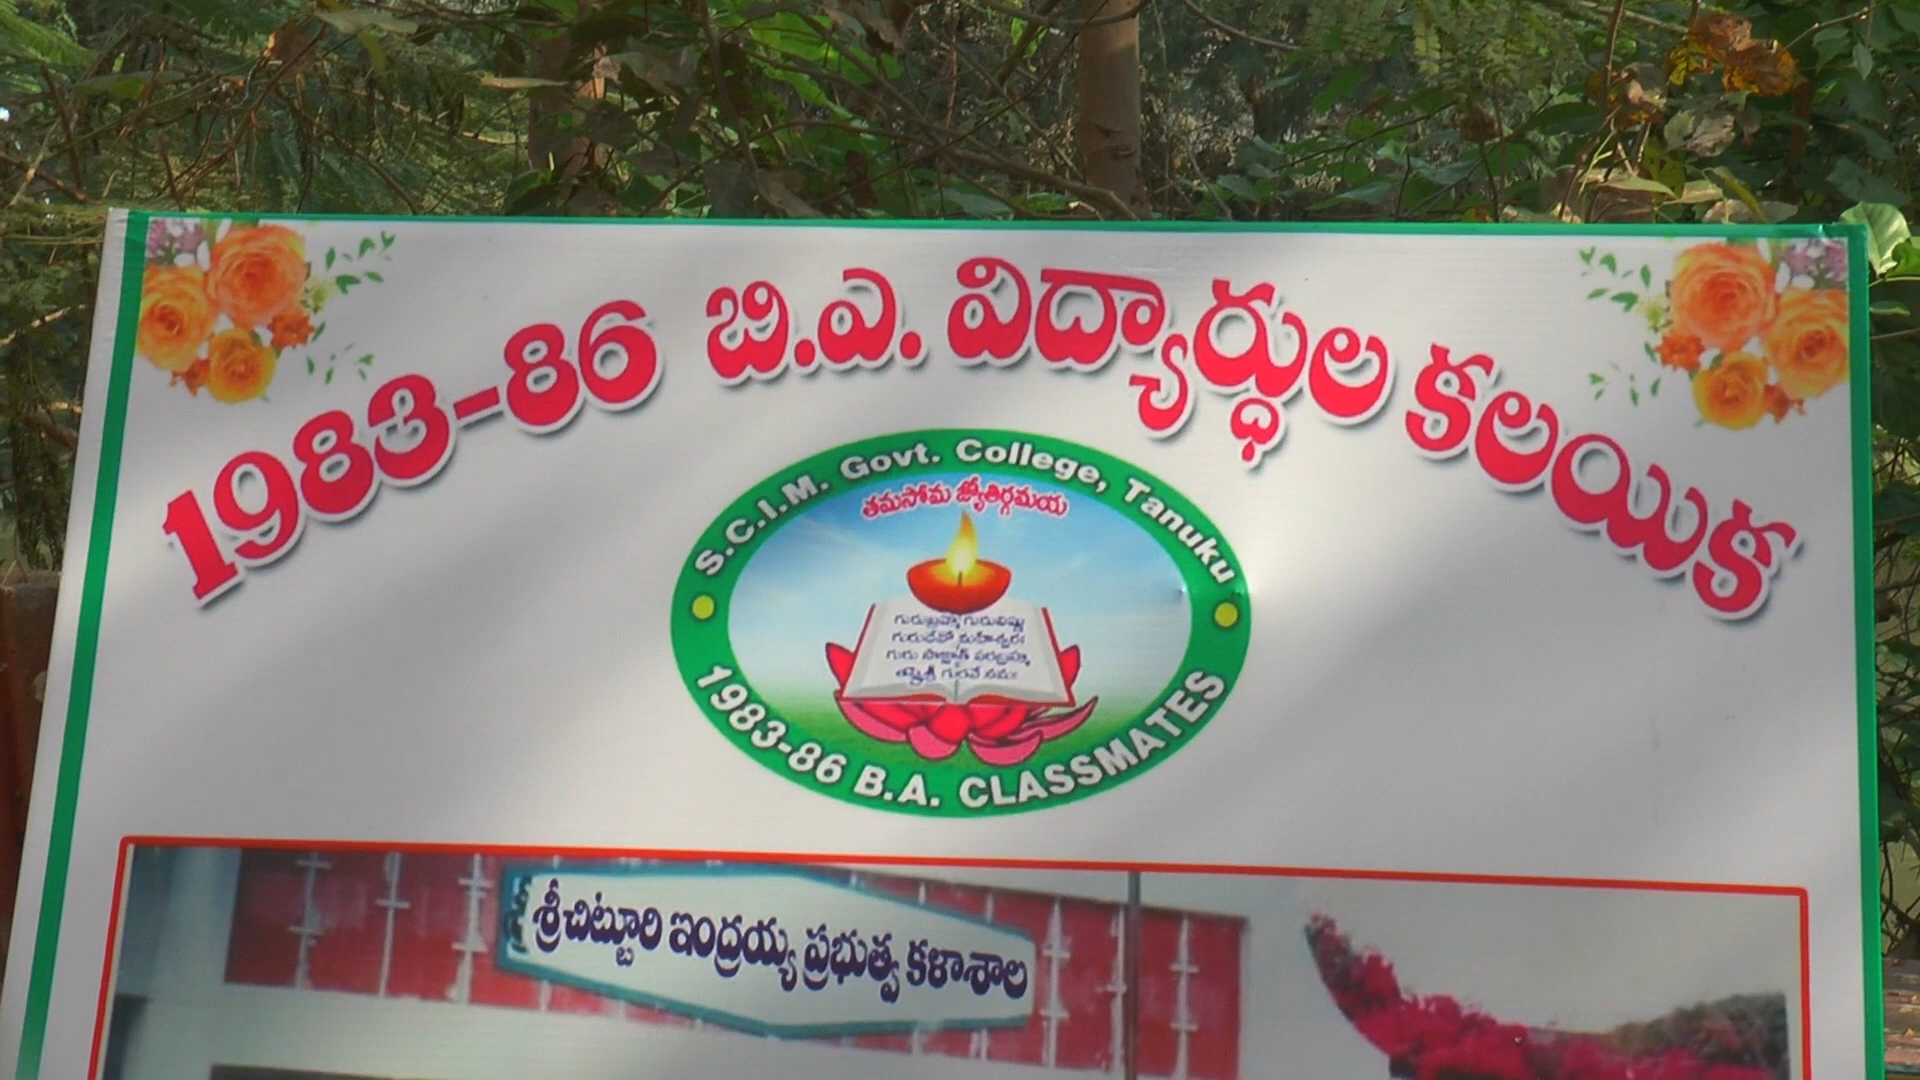 1983-86 బి.ఎ. విద్యార్ధుల కలయిక
S.C.I.M. Govt. College, Tanuku
తమసోమ జ్యోతిర్గమయ
గురుబ్రహ్మ గురువిష్ణు
గురుదేవో మహేశ్వరః
గురు సాక్షాత్ పరబ్రహ్మ
తస్మైశ్రీ గురవే నమః
1983-86 B.A. CLASSMATES
శ్రీ చిట్టూరి ఇంద్రయ్య ప్రభుత్వ కళాశాల